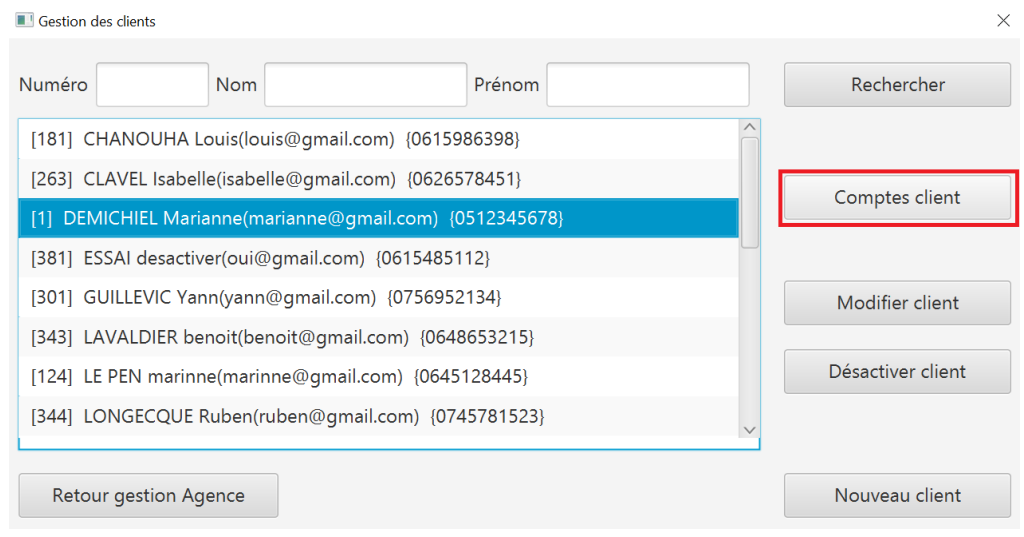 Gestion des clients
Numéro Nom Prénom Rechercher
[181] CHANOUHA Louis(louis@gmail.com) {0615986398}
[263] CLAVEL Isabelle(isabelle@gmail.com) {0626578451}
Comptes client
[1] DEMICHIEL Marianne(marianne@gmail.com) {0512345678}
[381] ESSAI desactiver(oui@gmail.com) {0615485112}
[301] GUILLEVIC Yann(yann@gmail.com) {0756952134}
Modifier client
[343] LAVALDIER benoit(benoit@gmail.com) {0648653215}
[124] LE PEN marinne(marinne@gmail.com) {0645128445}
Désactiver client
[344] LONGECQUE Ruben(ruben@gmail.com) {0745781523}
Retour gestion Agence Nouveau client